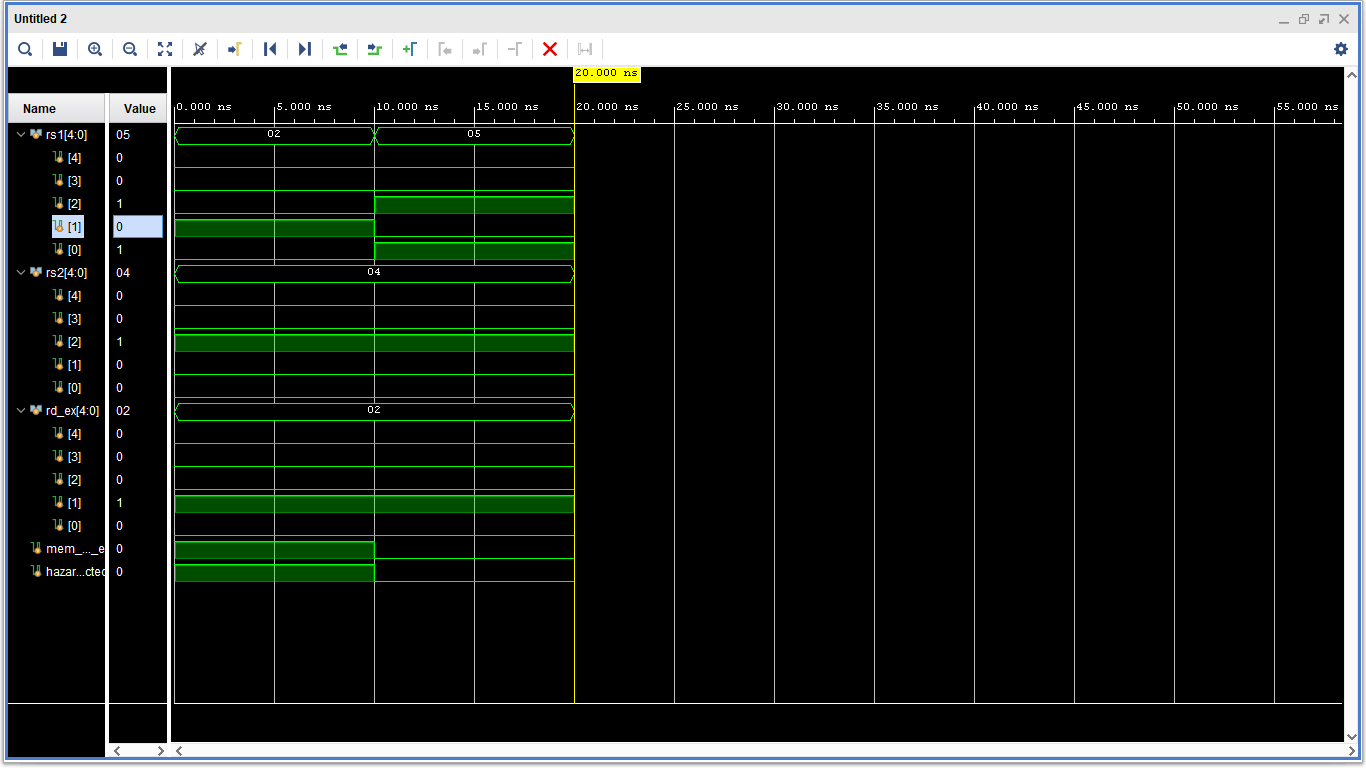 Untitled 2
20.000 ns
Name Value
0.000 ns 5.000 ns 10.000 ns 15.000 ns 20.000 ns 25.000 ns 30.000 ns 35.000 ns 40.000 ns 45.000 ns 50.000 ns 55.000 ns
rs1[4:0] 05 02 05
[4] 0
[3] 0
[2] 1
[1] 0
[0] 1
rs2[4:0] 04 04
[4] 0
[3] 0
[2] 1
[1] 0
[0] 0
rd_ex[4:0] 02 02
[4] 0
[3] 0
[2] 0
[1] 1
[0] 0
mem_..._e 0
hazar...cted 0